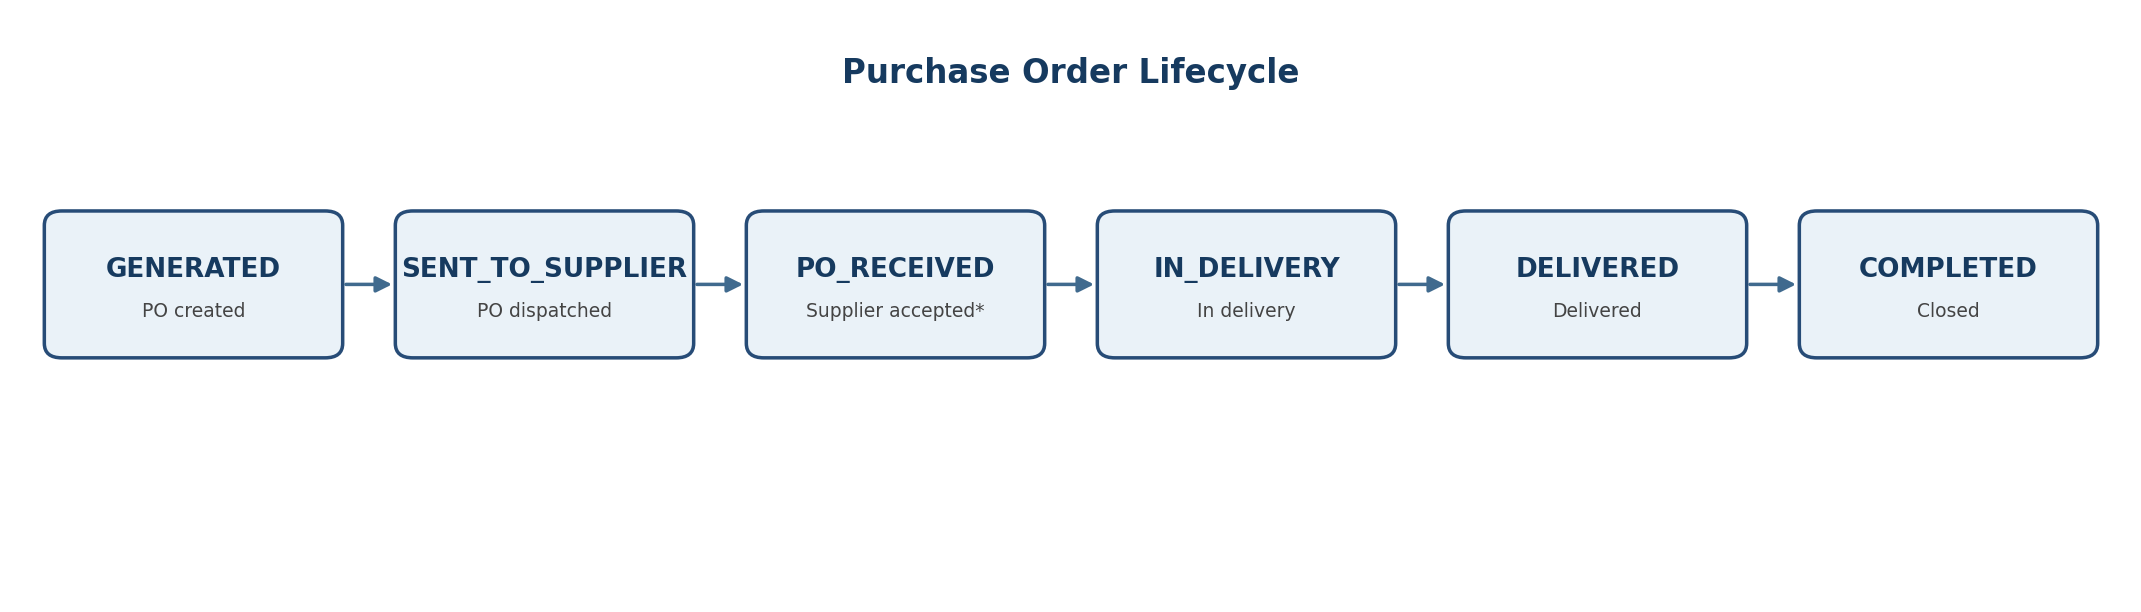 Purchase Order Lifecycle
GENERATED
PO created
SENT_TO_SUPPLIER
PO dispatched
PO_RECEIVED
Supplier accepted*
IN_DELIVERY
In delivery
DELIVERED
Delivered
COMPLETED
Closed